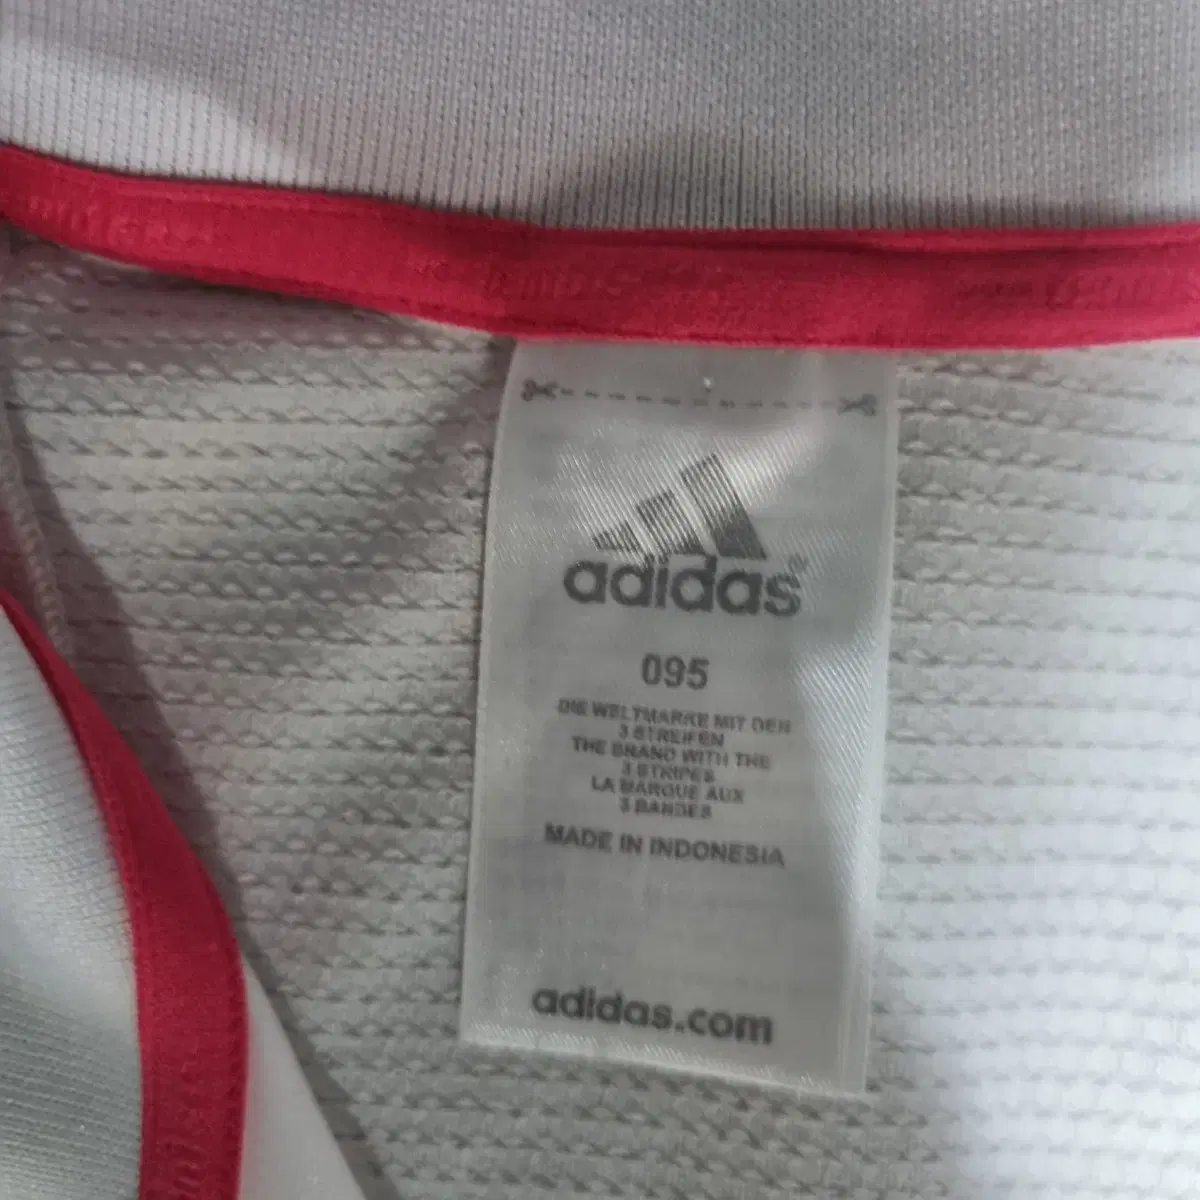 adidas®
095
DIE WELTMARKE MIT DER
3 STREIFEN
THE BRAND WITH THE
3 STRIPES
LA MARQUE AUX
3 BANDES
MADE IN INDONESIA
adidas.com